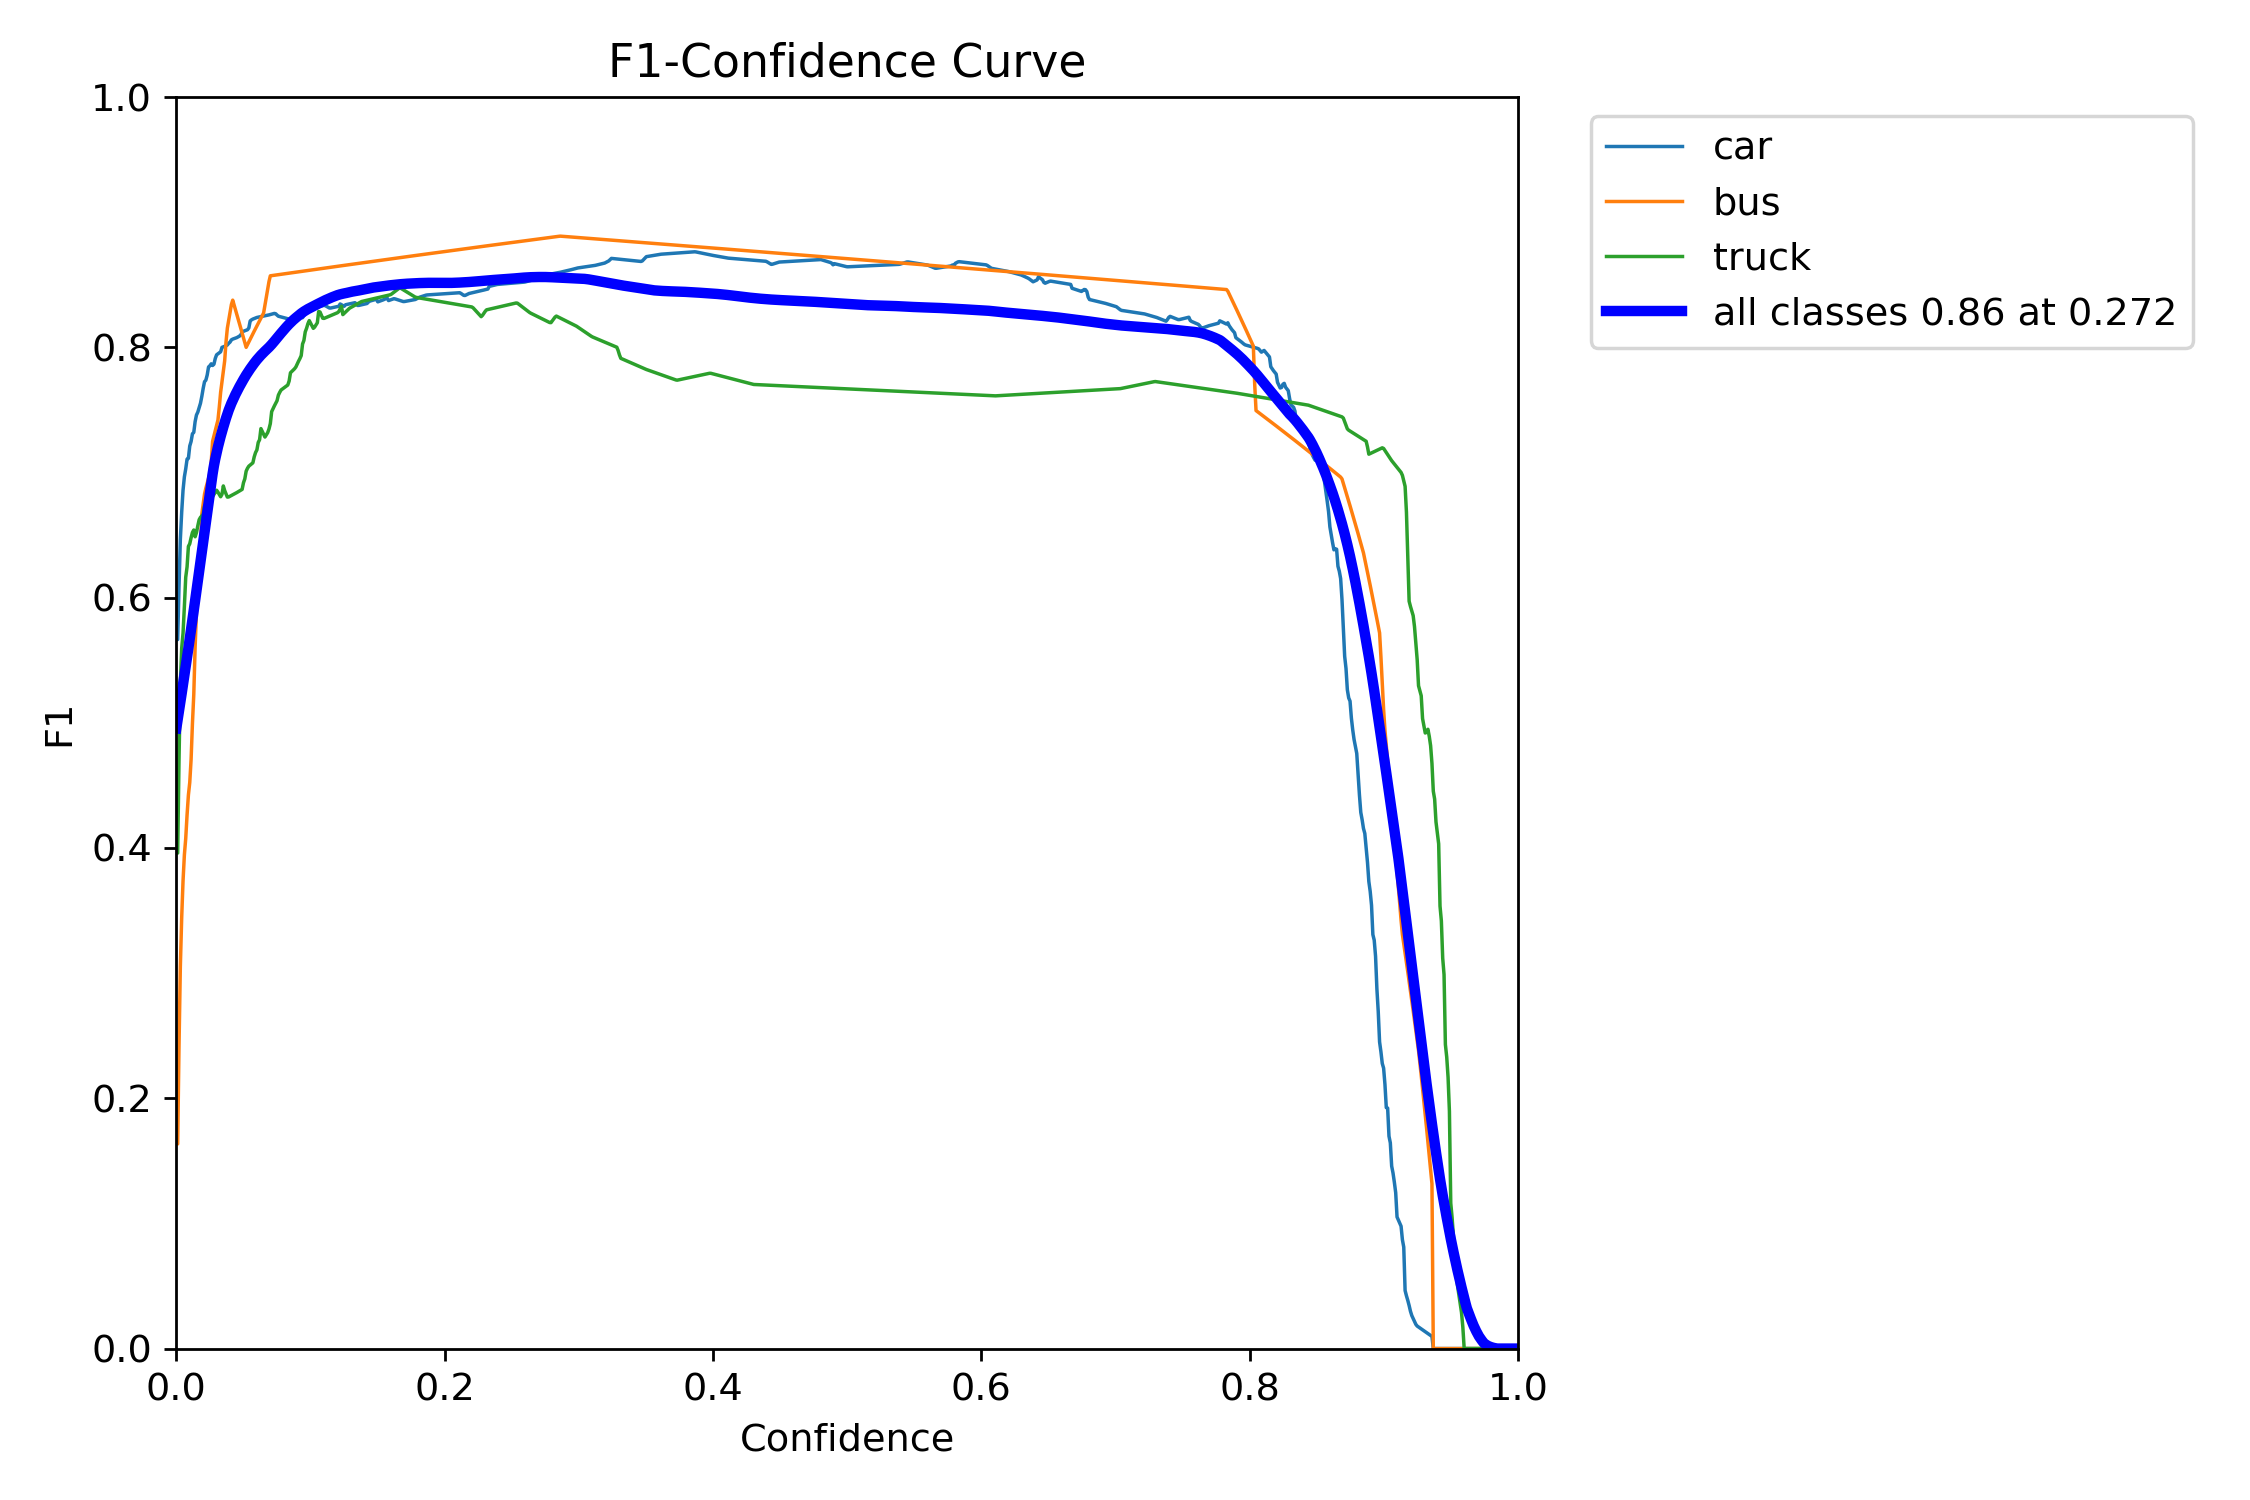 F1-Confidence Curve
1.0
0.8
0.6
0.4
0.2
0.0
F1
0.0 0.2 0.4 0.6 0.8 1.0
Confidence
car
bus
truck
all classes 0.86 at 0.272